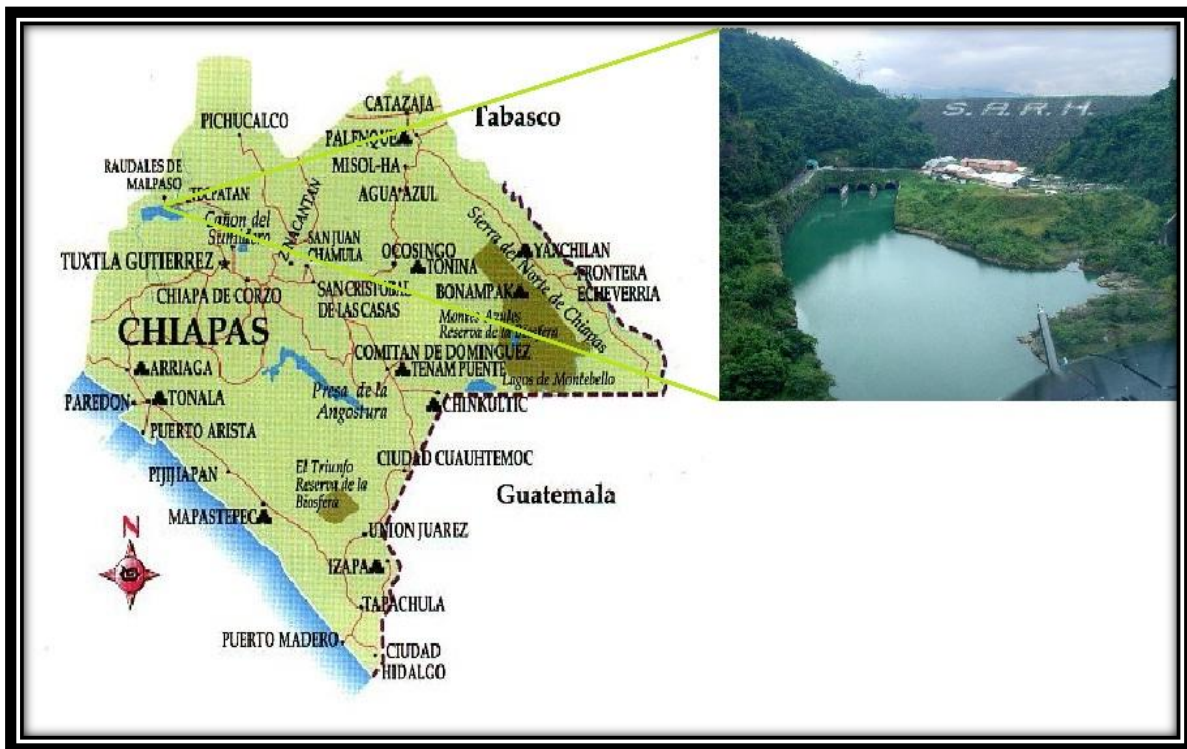 CATAZAJA
Tabasco
PICHUCALCO
PALENQUE
RAUDALES DE
MALPASO
MISOL-HA
TECPATAN
AGUA AZUL
Cañon del
Sumidero
ZINACANTAN
SAN JUAN
CHAMULA
OCOSINGO
TONINA
Sierra del Norte de Chiapas
YAXCHILAN
TUXTLA GUTIERREZ
FRONTERA
ECHEVERRIA
CHIAPA DE CORZO
SAN CRISTOBAL
DE LAS CASAS
BONAMPAK
Montes Azules
Reserva de la Biosfera
CHIAPAS
COMITAN DE DOMINGUEZ
ARRIAGA
TENAM PUENTE
Lagos de Montebello
Presa de la
Angostura
PAREDON
TONALA
CHINKULTIC
PUERTO ARISTA
CIUDAD CUAUHTEMOC
PIJIJIAPAN
El Triunfo
Reserva de la
Biosfera
Guatemala
MAPASTEPEC
UNION JUAREZ
N
IZAPA
TAPACHULA
PUERTO MADERO
CIUDAD
HIDALGO
S.A.R.H.